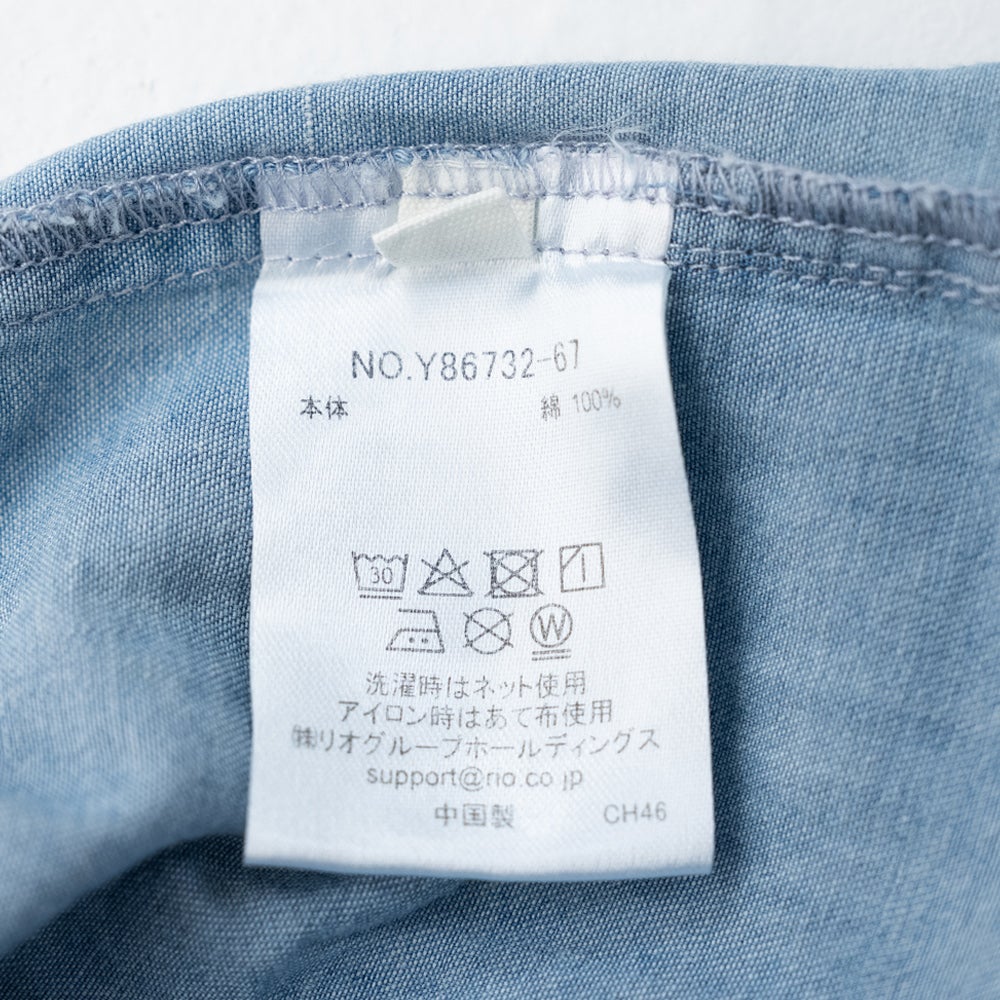 NO.Y86732-67
本体 綿 100%
30
W
洗濯時はネット使用
アイロン時はあて布使用
㈱リオグループホールディングス
support@rio.co.jp
中国製 CH46